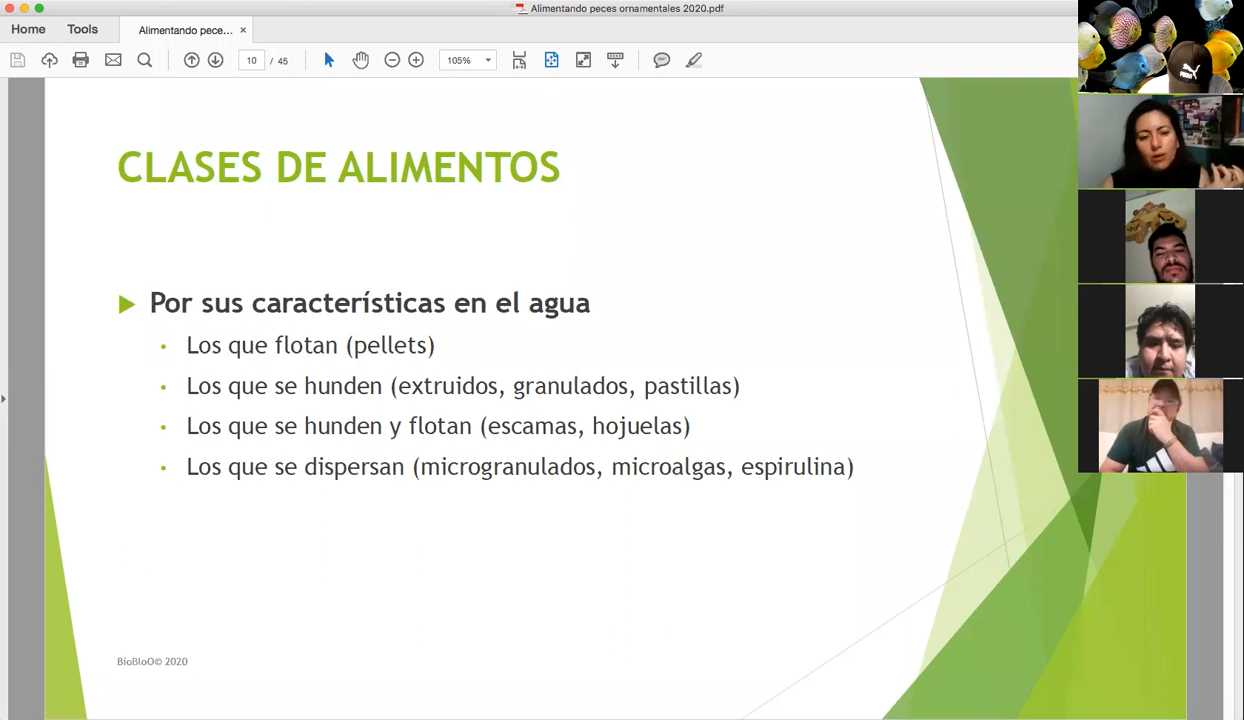 Alimentando peces ornamentales 2020.pdf
Home Tools Alimentando pece... ×
10 / 45 105%
CLASES DE ALIMENTOS
Por sus características en el agua
• Los que flotan (pellets)
• Los que se hunden (extruidos, granulados, pastillas)
• Los que se hunden y flotan (escamas, hojuelas)
• Los que se dispersan (microgranulados, microalgas, espirulina)
BioBloO© 2020
PUMA